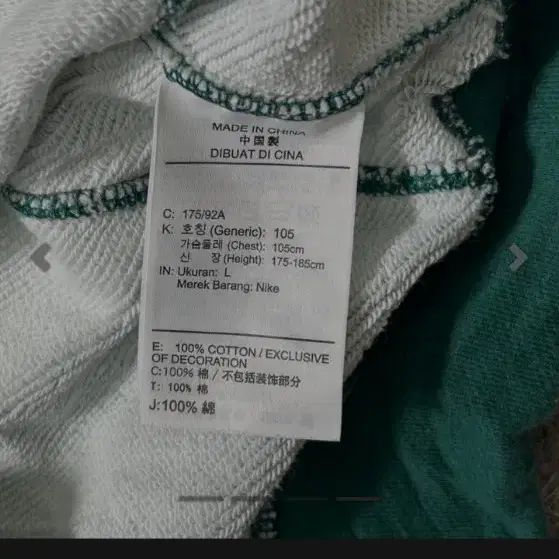 MADE IN CHINA
中国製
DIBUAT DI CINA
C: 175/92A
K: 호칭 (Generic): 105
가슴둘레 (Chest): 105cm
신 장 (Height): 175-185cm
IN: Ukuran: L
Merek Barang: Nike
E: 100% COTTON / EXCLUSIVE
OF DECORATION
C:100% 棉 / 不包括装饰部分
T: 100% 棉
J:100% 綿